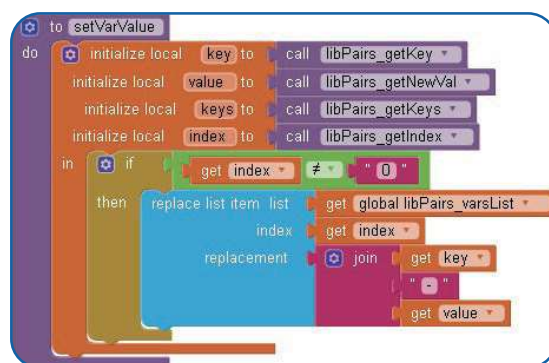 to setVarValue
do initialize local key to call libPairs_getKey
initialize local value to call libPairs_getNewVal
initialize local keys to call libPairs_getKeys
initialize local index to call libPairs_getIndex
in if get index ≠ " 0 "
then replace list item list get global libPairs_varsList
index get index
replacement join get key
" - "
get value